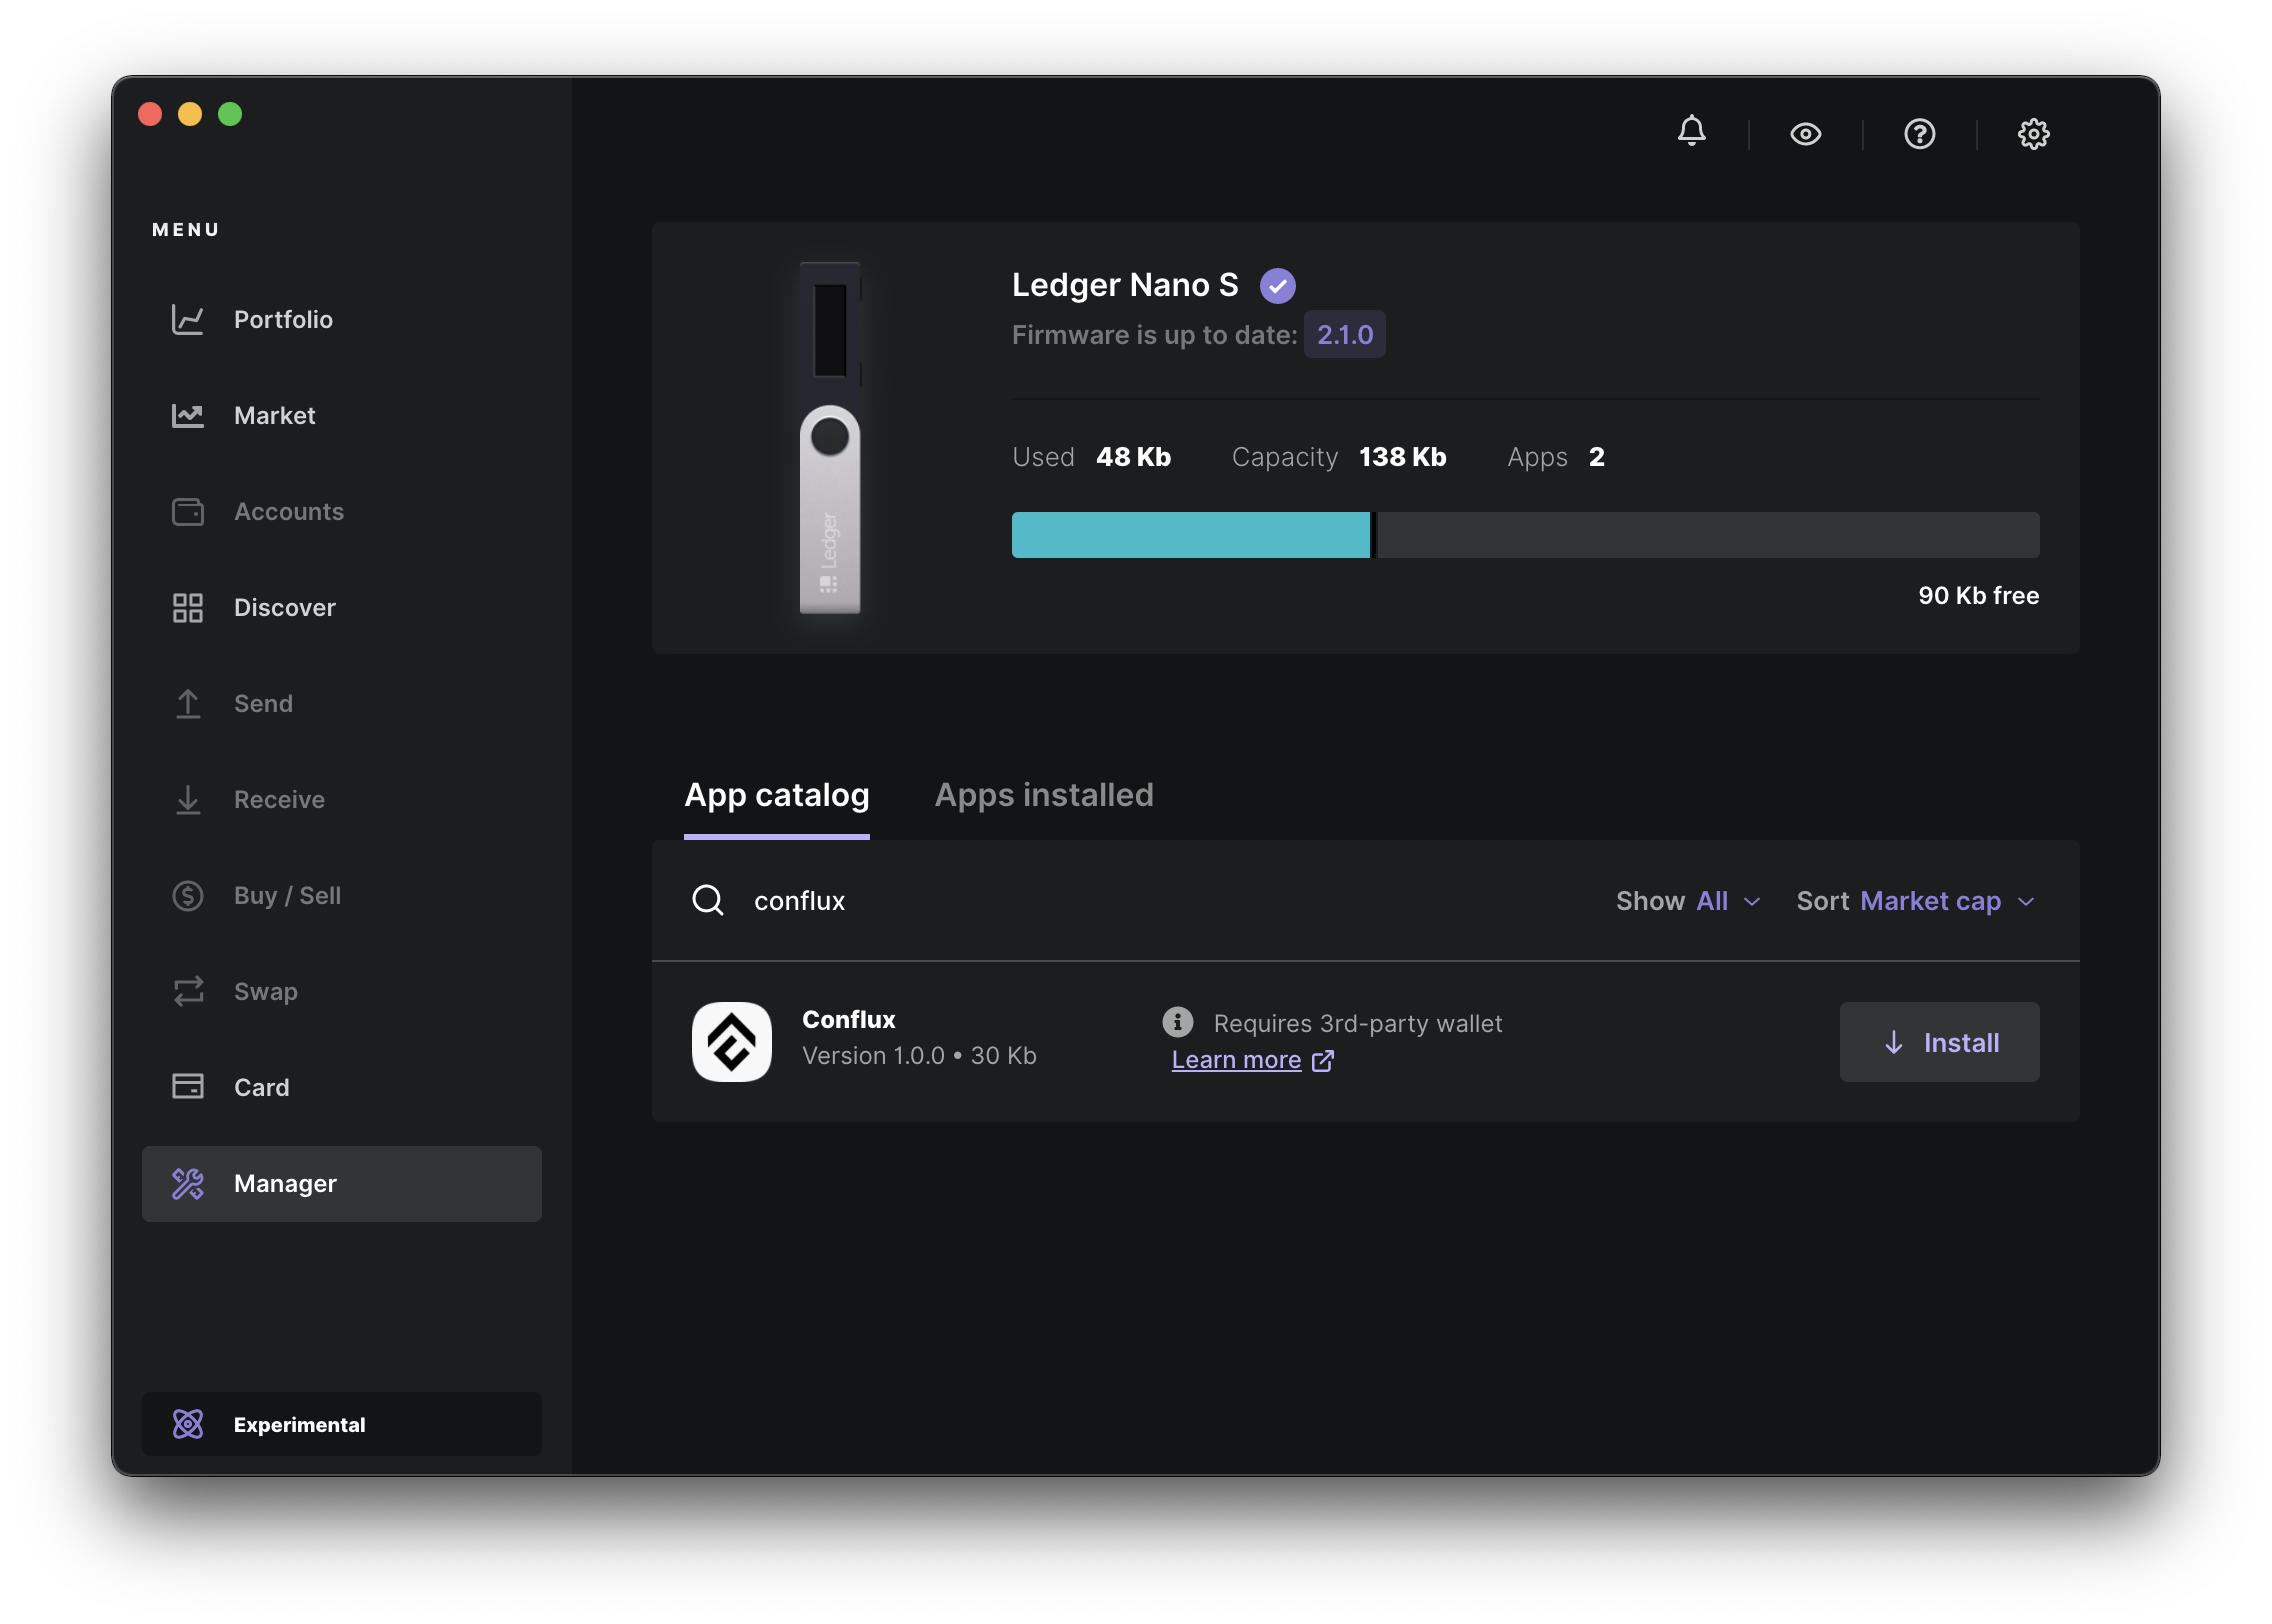 MENU
Portfolio
Market
Accounts
Discover
Send
Receive
Buy / Sell
Swap
Card
Manager
Experimental
Ledger
Ledger Nano S
Firmware is up to date: 2.1.0
Used 48 Kb Capacity 138 Kb Apps 2
90 Kb free
App catalog Apps installed
conflux Show All Sort Market cap
Conflux
Version 1.0.0 • 30 Kb
Requires 3rd-party wallet
Learn more
Install